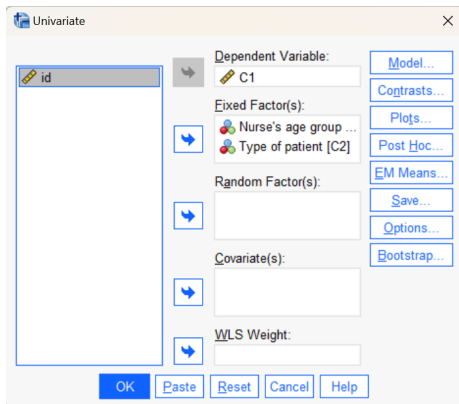 Univariate
id
Dependent Variable:
C1
Fixed Factor(s):
Nurse's age group ...
Type of patient [C2]
Random Factor(s):
Covariate(s):
WLS Weight:
Model...
Contrasts...
Plots...
Post Hoc...
EM Means...
Save...
Options...
Bootstrap...
OK Paste Reset Cancel Help